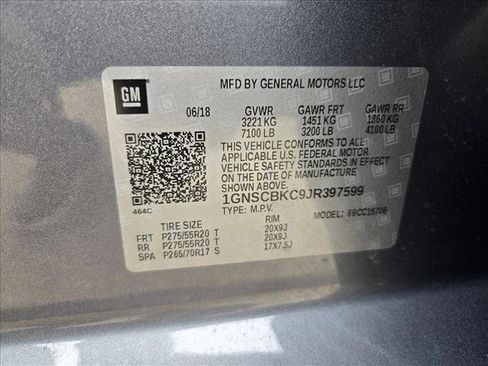 GM
MFD BY GENERAL MOTORS LLC
06/18 GVWR GAWR FRT GAWR RR
3221 KG 1451 KG 1860 KG
7100 LB 3200 LB 4100 LB
THIS VEHICLE CONFORMS TO ALL
APPLICABLE U.S. FEDERAL MOTOR
VEHICLE SAFETY STANDARDS IN EFFECT ON
THE DATE OF MANUFACTURE SHOWN ABOVE.
1GNSCBKC9JR397599
464C TYPE: M.P.V. MODEL: 99CC15706
TIRE SIZE RIM
FRT P275/55R20 T 20X9J
RR P275/55R20 T 20X9J
SPA P265/70R17 S 17X7.5J